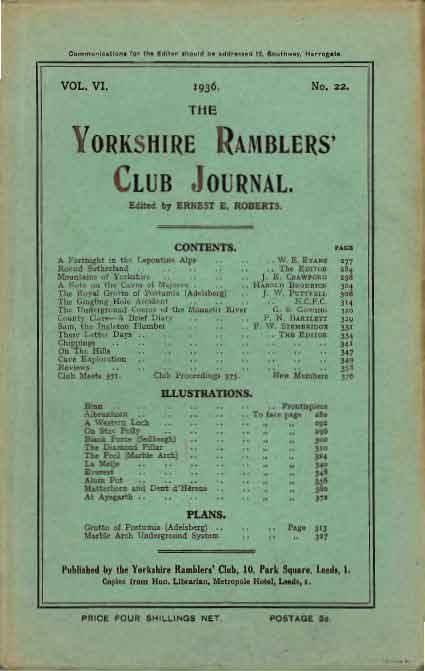 Communications for the Editor should be addressed 12, Southway, Harrogate.
VOL. VI. 1936. No. 22.
THE
YORKSHIRE RAMBLERS'
CLUB JOURNAL.
Edited by ERNEST E. ROBERTS.
CONTENTS. PAGE
A Fortnight in the Lepontine Alps .. .. W. E. EVANS 277
Round Sutherland .. .. .. .. The EDITOR 284
Mountains of Yorkshire .. .. .. J. E. CRAWFORD 298
A Note on the Caves of Majorca .. .. HAROLD BRODRICK 304
The Royal Grotto of Postumia (Adelsberg) .. J. W. PUTTRELL 306
The Gingling Hole Accident .. .. .. N.C.F.C. 314
The Underground Course of the Monastir River G. S. GOWING 320
County Clare—A Brief Diary .. .. F. N. BARTLETT 329
Sam, the Ingleton Plumber .. .. F. W. STEMBRIDGE 331
These Latter Days .. .. .. .. The EDITOR 334
Chippings .. .. .. .. .. .. 341
On The Hills .. .. .. .. .. .. 347
Cave Exploration .. .. .. .. .. 349
Reviews .. .. .. .. .. .. 358
Club Meets 371. Club Proceedings 375. New Members 376
ILLUSTRATIONS.
Binn .. .. .. .. .. .. Frontispiece
.. .. .. .. .. To face page 280
A Western Loch .. .. .. .. „ „ 292
On Stac Polly .. .. .. .. „ „ 296
Black Force (Sedbergh) .. .. .. „ „ 300
The Diamond Pillar .. .. .. „ „ 310
The Pool (Marble Arch) .. .. .. „ „ 324
La Meije .. .. .. .. .. „ „ 340
Everest .. .. .. .. .. „ „ 348
Alum Pot .. .. .. .. .. „ „ 356
Matterhorn and Dent d'Hérens .. .. „ „ 360
At Aysgarth .. .. .. .. .. „ „ 372
PLANS.
Grotto of Postumia (Adelsberg) .. .. .. Page 313
Marble Arch Underground System .. .. „ 327
Published by the Yorkshire Ramblers' Club, 10, Park Square, Leeds, 1.
Copies from Hon. Librarian, Metropole Hotel, Leeds, 1.
PRICE FOUR SHILLINGS NET. POSTAGE 3d.